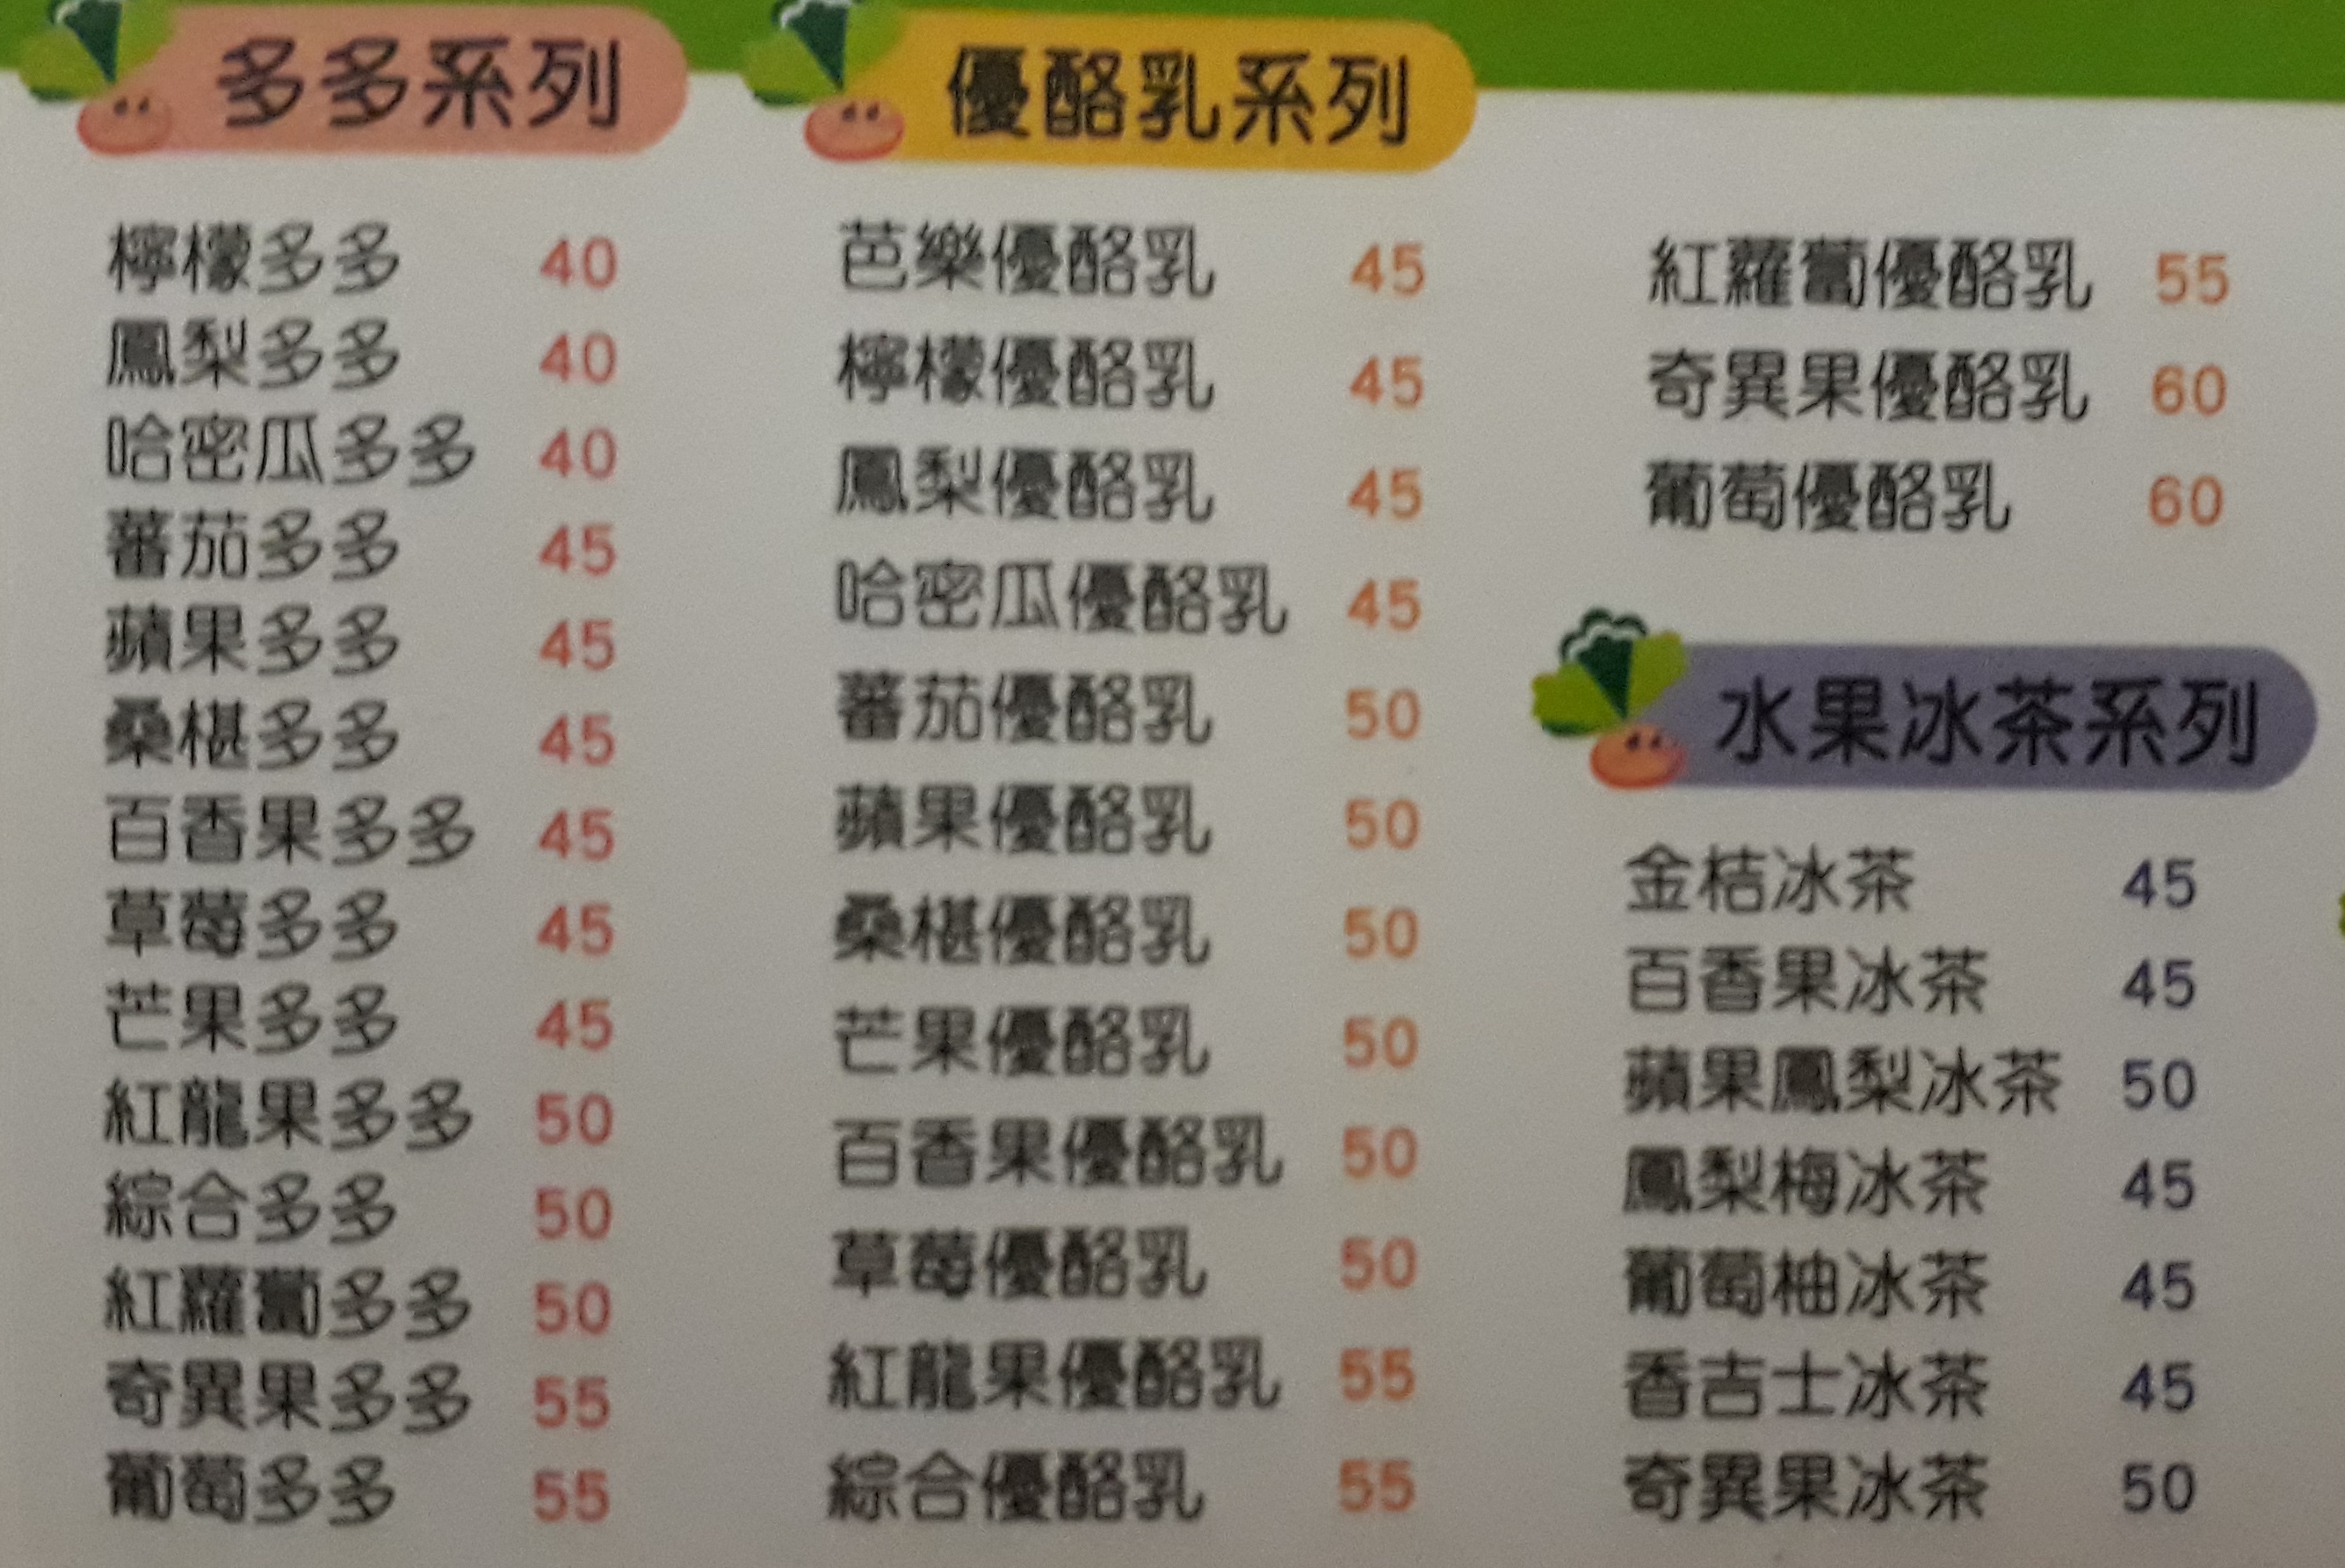 多多系列
檸檬多多 40
鳳梨多多 40
哈密瓜多多 40
蕃茄多多 45
蘋果多多 45
桑椹多多 45
百香果多多 45
草莓多多 45
芒果多多 45
紅龍果多多 50
綜合多多 50
紅蘿蔔多多 50
奇異果多多 55
葡萄多多 55
優酪乳系列
芭樂優酪乳 45
檸檬優酪乳 45
鳳梨優酪乳 45
哈密瓜優酪乳 45
蕃茄優酪乳 50
蘋果優酪乳 50
桑椹優酪乳 50
芒果優酪乳 50
百香果優酪乳 50
草莓優酪乳 50
紅龍果優酪乳 55
綜合優酪乳 55
紅蘿蔔優酪乳 55
奇異果優酪乳 60
葡萄優酪乳 60
水果冰茶系列
金桔冰茶 45
百香果冰茶 45
蘋果鳳梨冰茶 50
鳳梨梅冰茶 45
葡萄柚冰茶 45
香吉士冰茶 45
奇異果冰茶 50